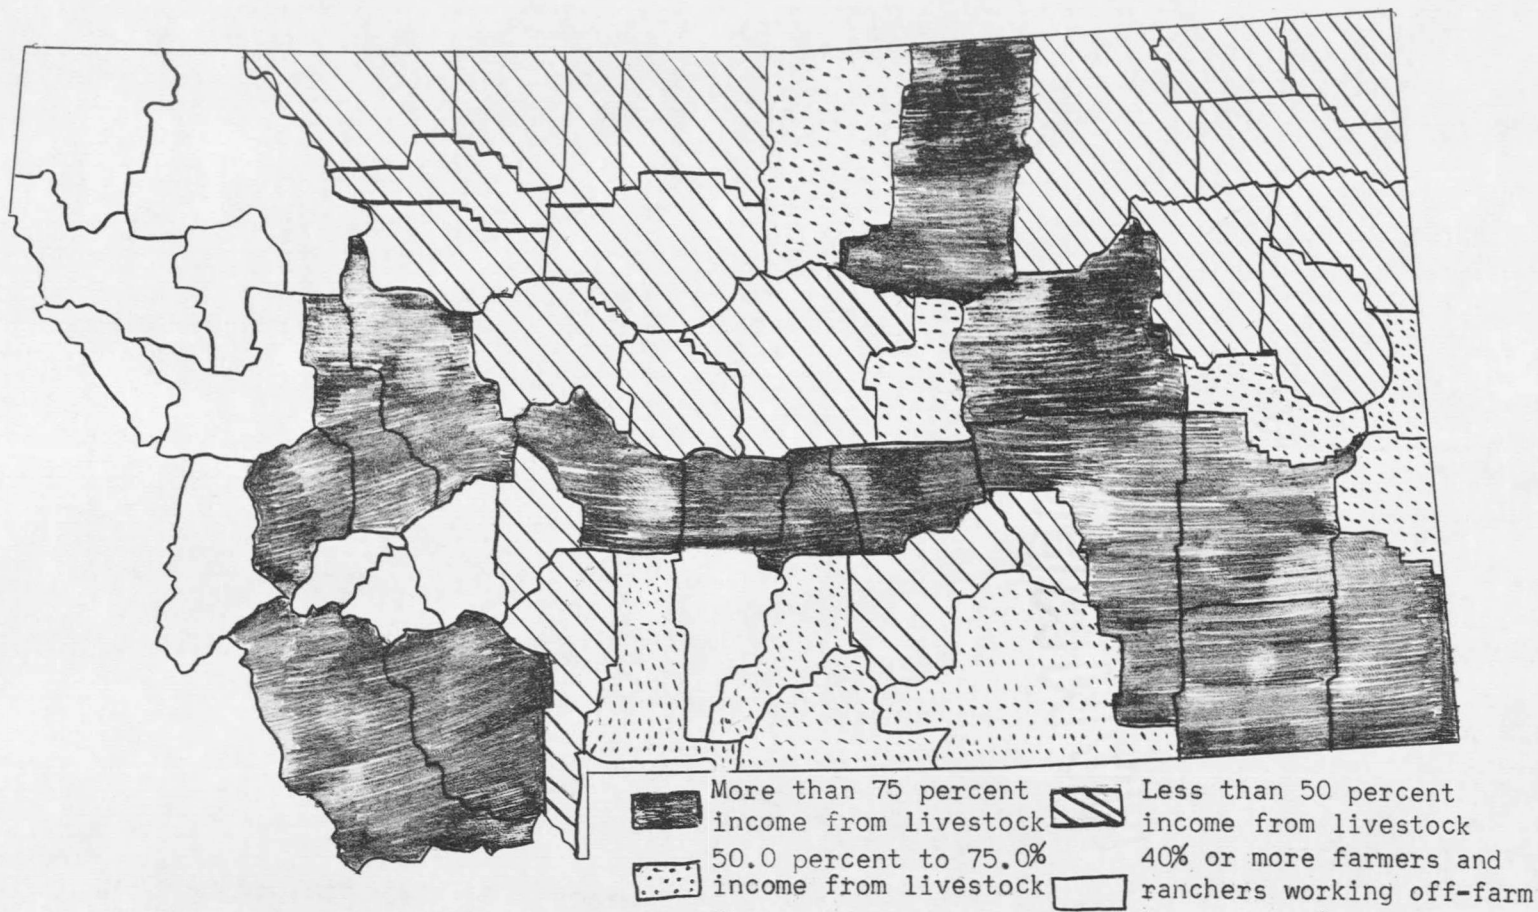 More than 75 percent
income from livestock
50.0 percent to 75.0%
income from livestock
Less than 50 percent
income from livestock
40% or more farmers and
ranchers working off-farm